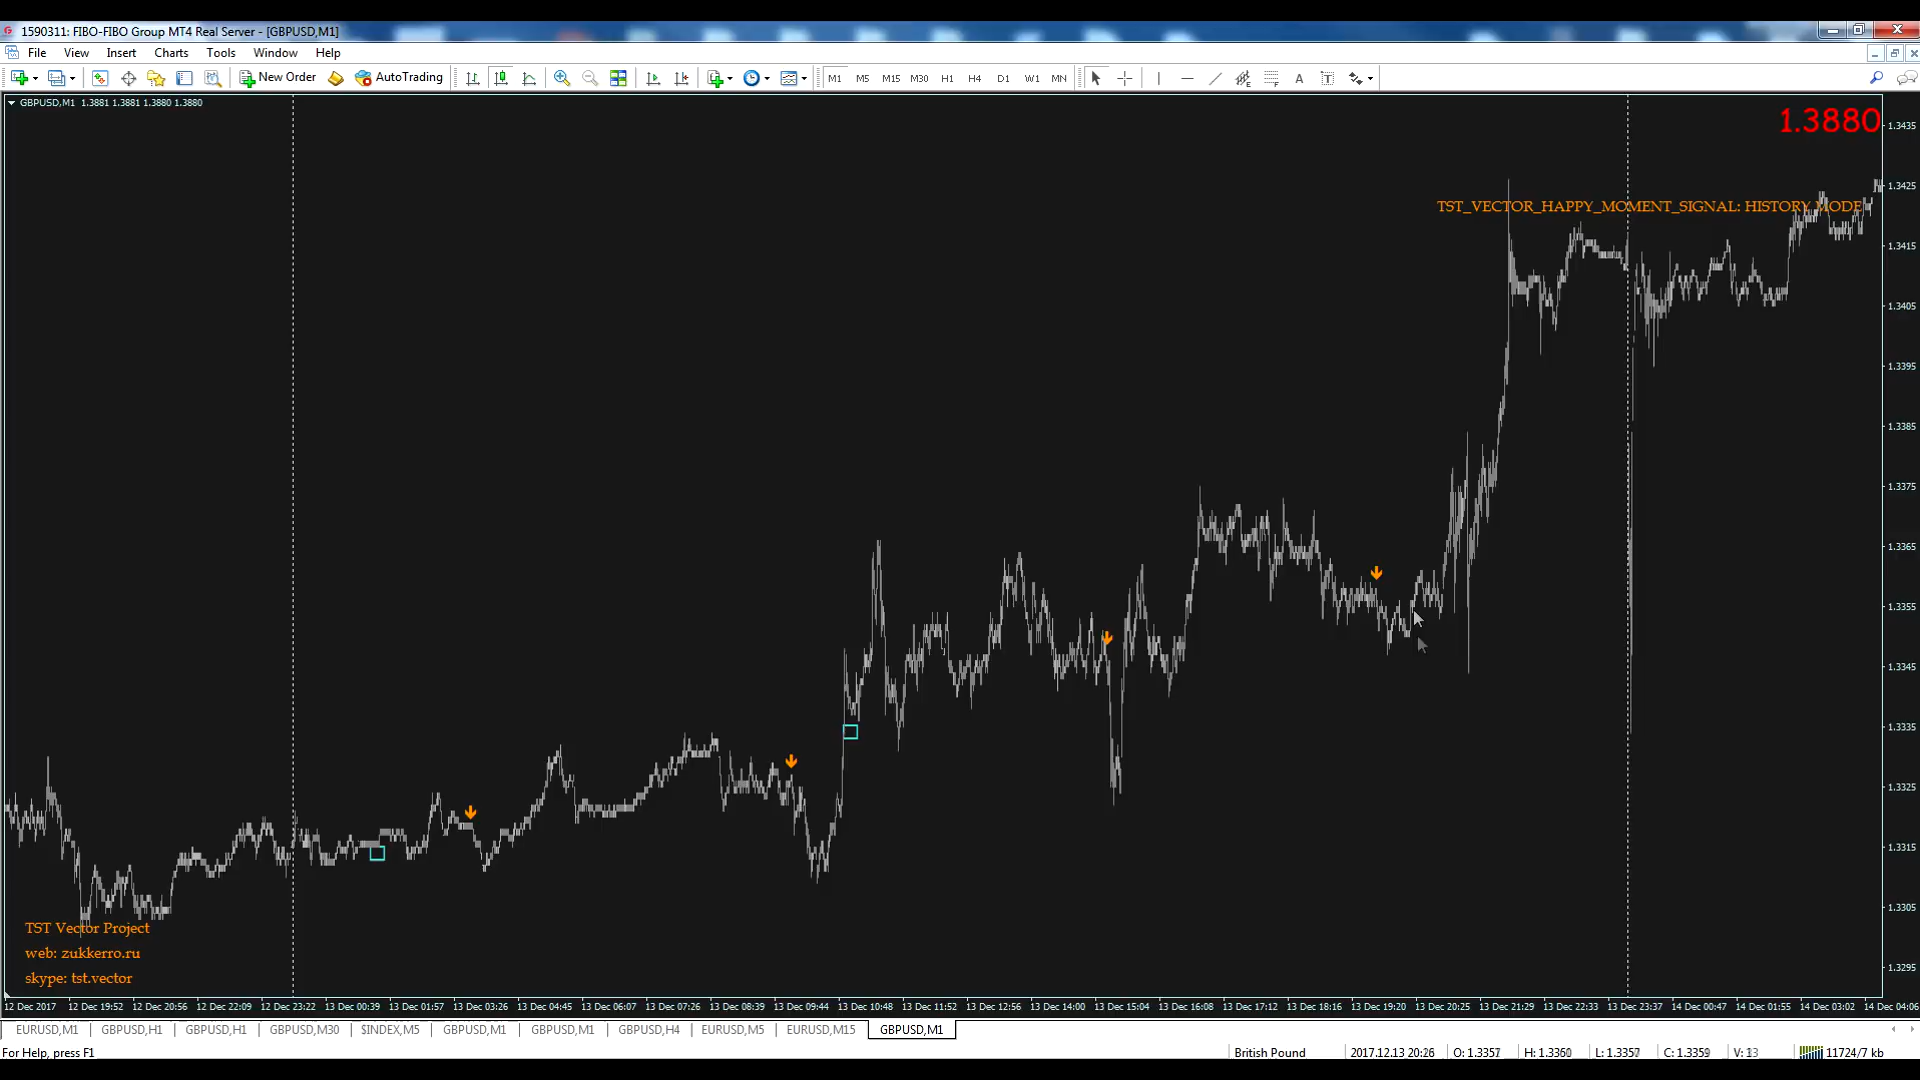 1590311: FIBO-FIBO Group MT4 Real Server - [GBPUSD,M1]
File View Insert Charts Tools Window Help
New Order AutoTrading M1 M5 M15 M30 H1 H4 D1 W1 MN A T
GBPUSD,M1 1.3881 1.3881 1.3880 1.3880
1.3880
1.3435
1.3425
TST_VECTOR_HAPPY_MOMENT_SIGNAL: HISTORY MODE
1.3415
1.3405
1.3395
1.3385
1.3375
1.3365
1.3355
1.3345
1.3335
1.3325
1.3315
1.3305
1.3295
TST Vector Project
web: zukkerro.ru
skype: tst.vector
12 Dec 2017 12 Dec 19:52 12 Dec 20:56 12 Dec 22:09 12 Dec 23:22 13 Dec 00:39 13 Dec 01:57 13 Dec 03:26 13 Dec 04:45 13 Dec 06:07 13 Dec 07:26 13 Dec 08:39 13 Dec 09:44 13 Dec 10:48 13 Dec 11:52 13 Dec 12:56 13 Dec 14:00 13 Dec 15:04 13 Dec 16:08 13 Dec 17:12 13 Dec 18:16 13 Dec 19:20 13 Dec 20:25 13 Dec 21:29 13 Dec 22:33 13 Dec 23:37 14 Dec 00:47 14 Dec 01:55 14 Dec 03:02 14 Dec 04:06
EURUSD,M1 GBPUSD,H1 GBPUSD,H1 GBPUSD,M30 $INDEX,M5 GBPUSD,M1 GBPUSD,M1 GBPUSD,H4 EURUSD,M5 EURUSD,M15 GBPUSD,M1
For Help, press F1 British Pound 2017.12.13 20:26 O: 1.3357 H: 1.3360 L: 1.3357 C: 1.3359 V: 13 11724/7 kb